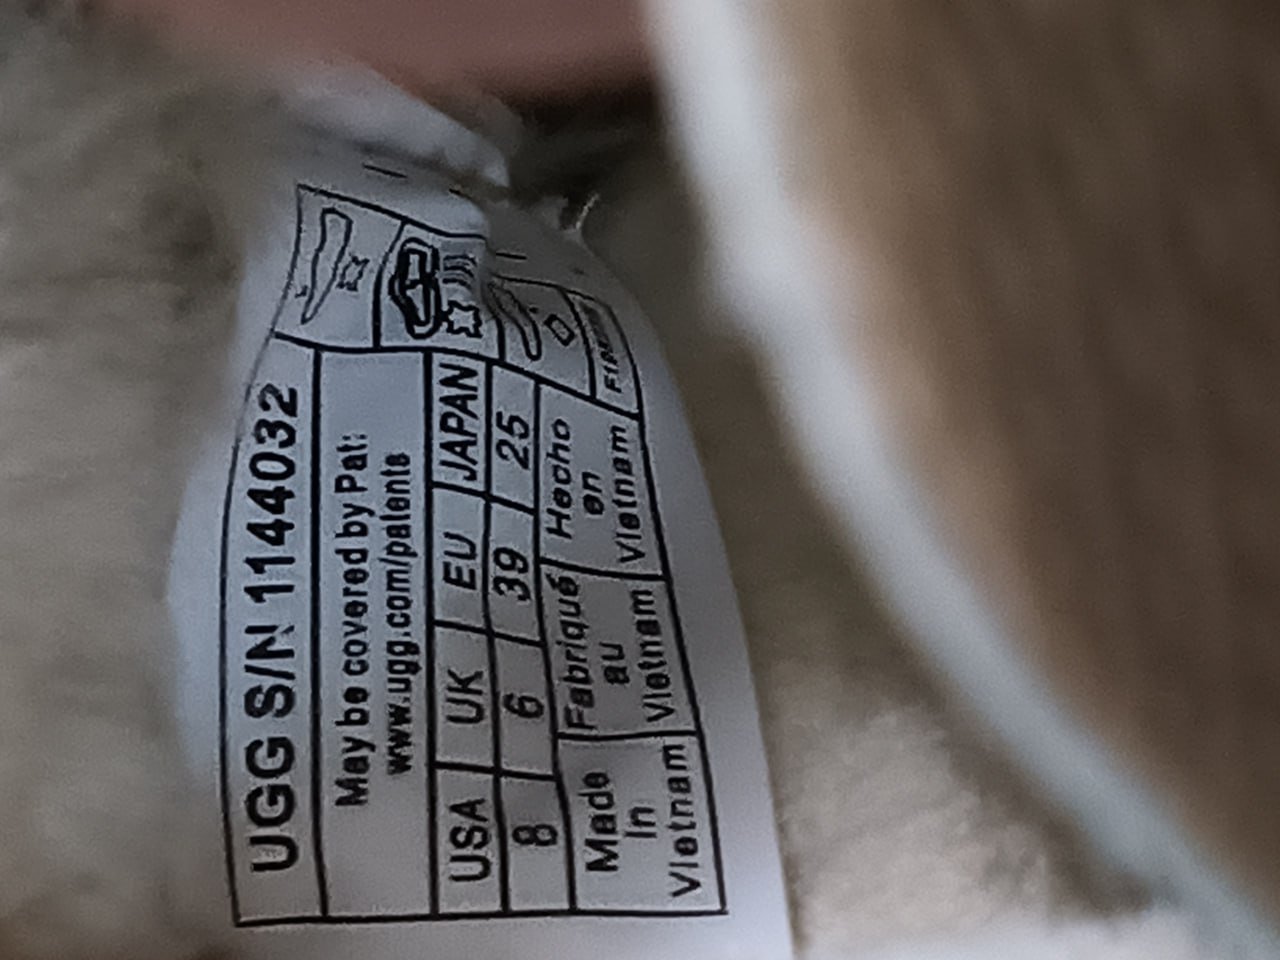 UGG S/N 1144032
May be covered by Pat:
www.ugg.com/patents
USA UK EU JAPAN
8 6 39 25
Made in Vietnam
Fabriqué au Vietnam
Hecho en Vietnam